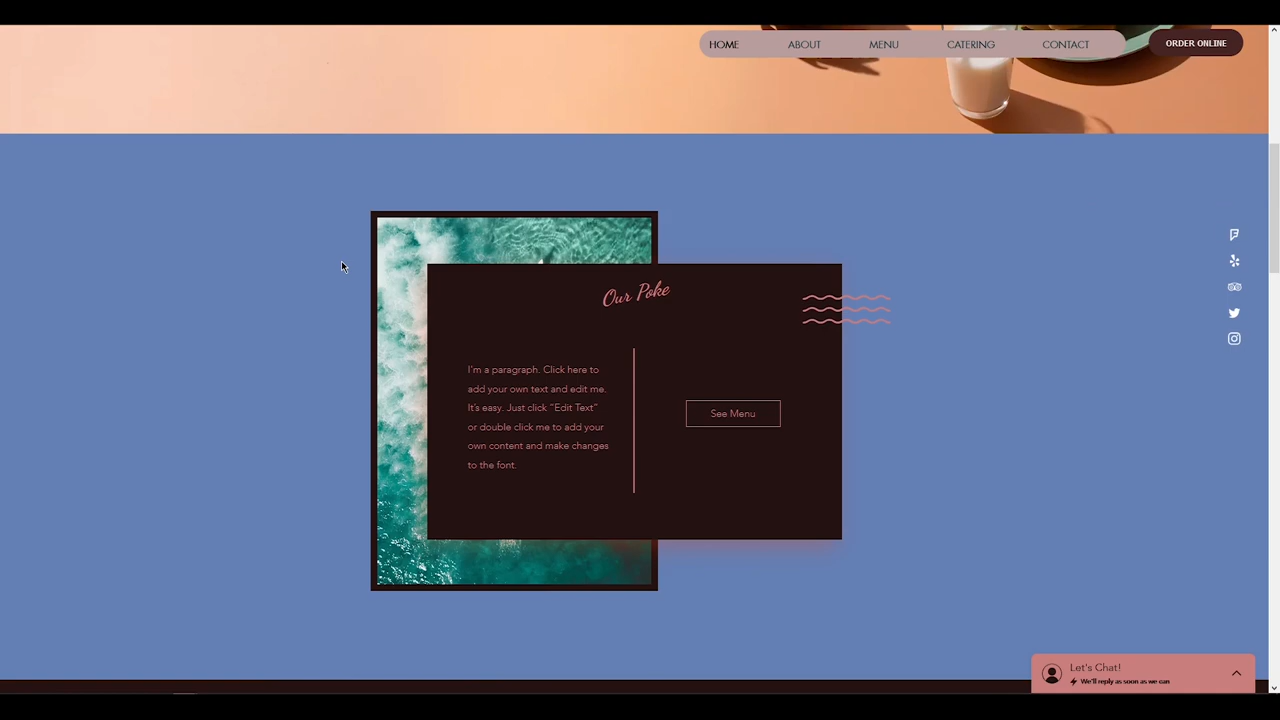 HOME ABOUT MENU CATERING CONTACT ORDER ONLINE
Our Poke
I'm a paragraph. Click here to
add your own text and edit me.
It's easy. Just click “Edit Text”
or double click me to add your
own content and make changes
to the font.
See Menu
Let's Chat!
We'll reply as soon as we can